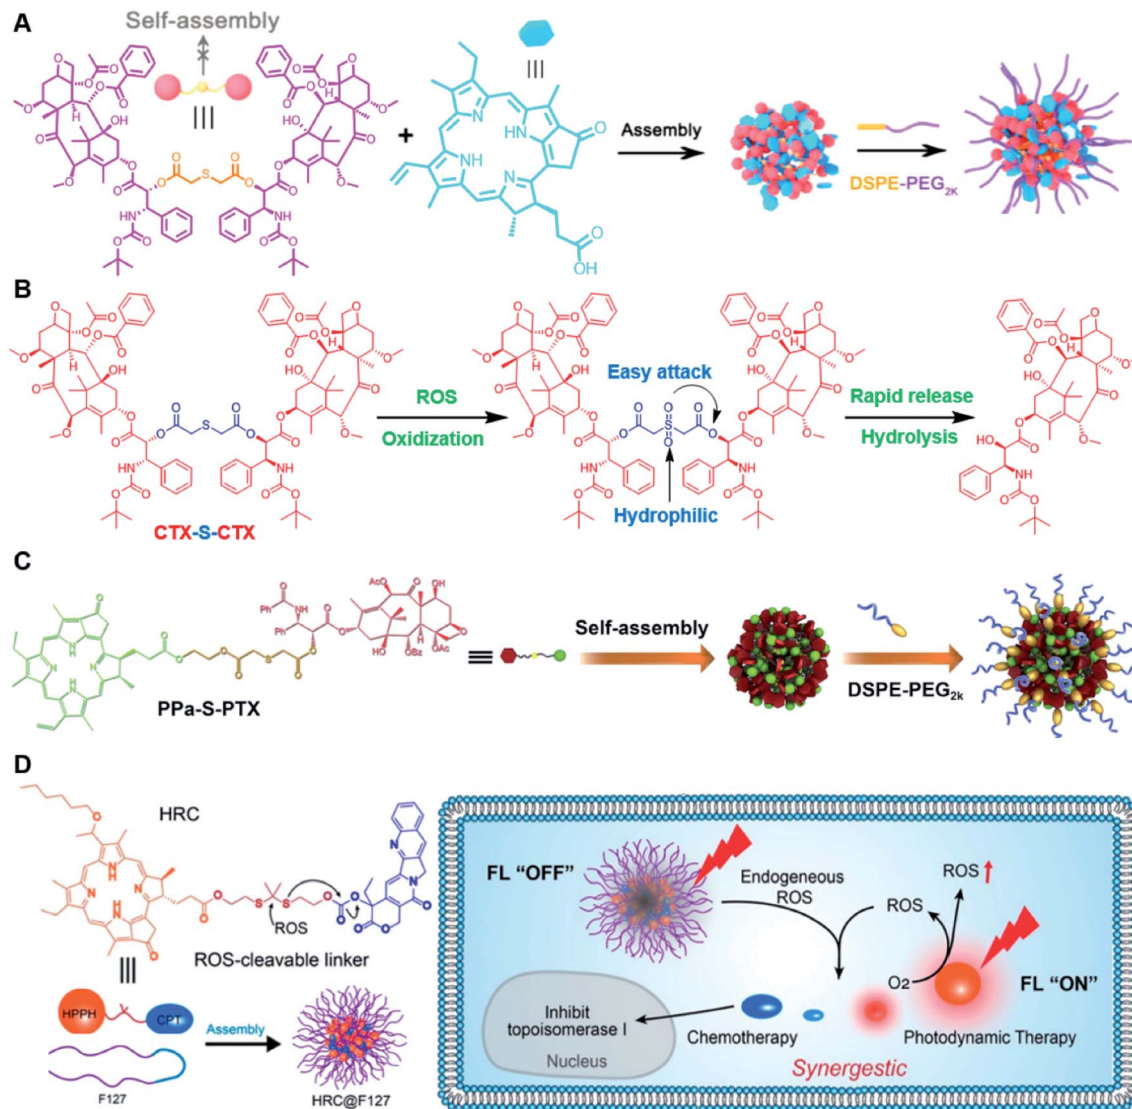 A
Self-assembly
+
Assembly
DSPE-PEG2K
B
Easy attack
ROS
Oxidization
Rapid release
Hydrolysis
CTX-S-CTX
Hydrophilic
C
PPa-S-PTX
Self-assembly
DSPE-PEG2k
D
HRC
ROS
ROS-cleavable linker
HPPH
CPT
Assembly
F127
HRC@F127
FL “OFF”
Endogeneous
ROS
ROS
ROS
O2
FL “ON”
Inhibit
topoisomerase I
Nucleus
Chemotherapy
Photodynamic Therapy
Synergestic